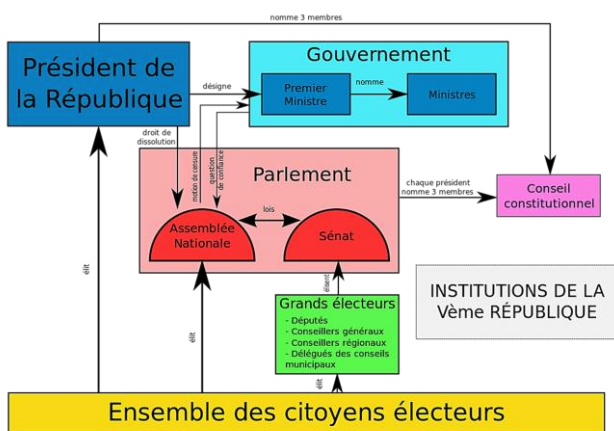 nomme 3 membres
Président de
la République
Gouvernement
désigne
Premier
Ministre
nomme
Ministres
droit de
dissolution
motion de censure
question
de confiance
Parlement
chaque président
nomme 3 membres
Conseil
constitutionnel
Assemblée
Nationale
lois
Sénat
élit
élisent
INSTITUTIONS DE LA
Vème RÉPUBLIQUE
Grands électeurs
- Députés
- Conseillers généraux
- Conseillers régionaux
- Délégués des conseils
municipaux
élit
élit
Ensemble des citoyens électeurs